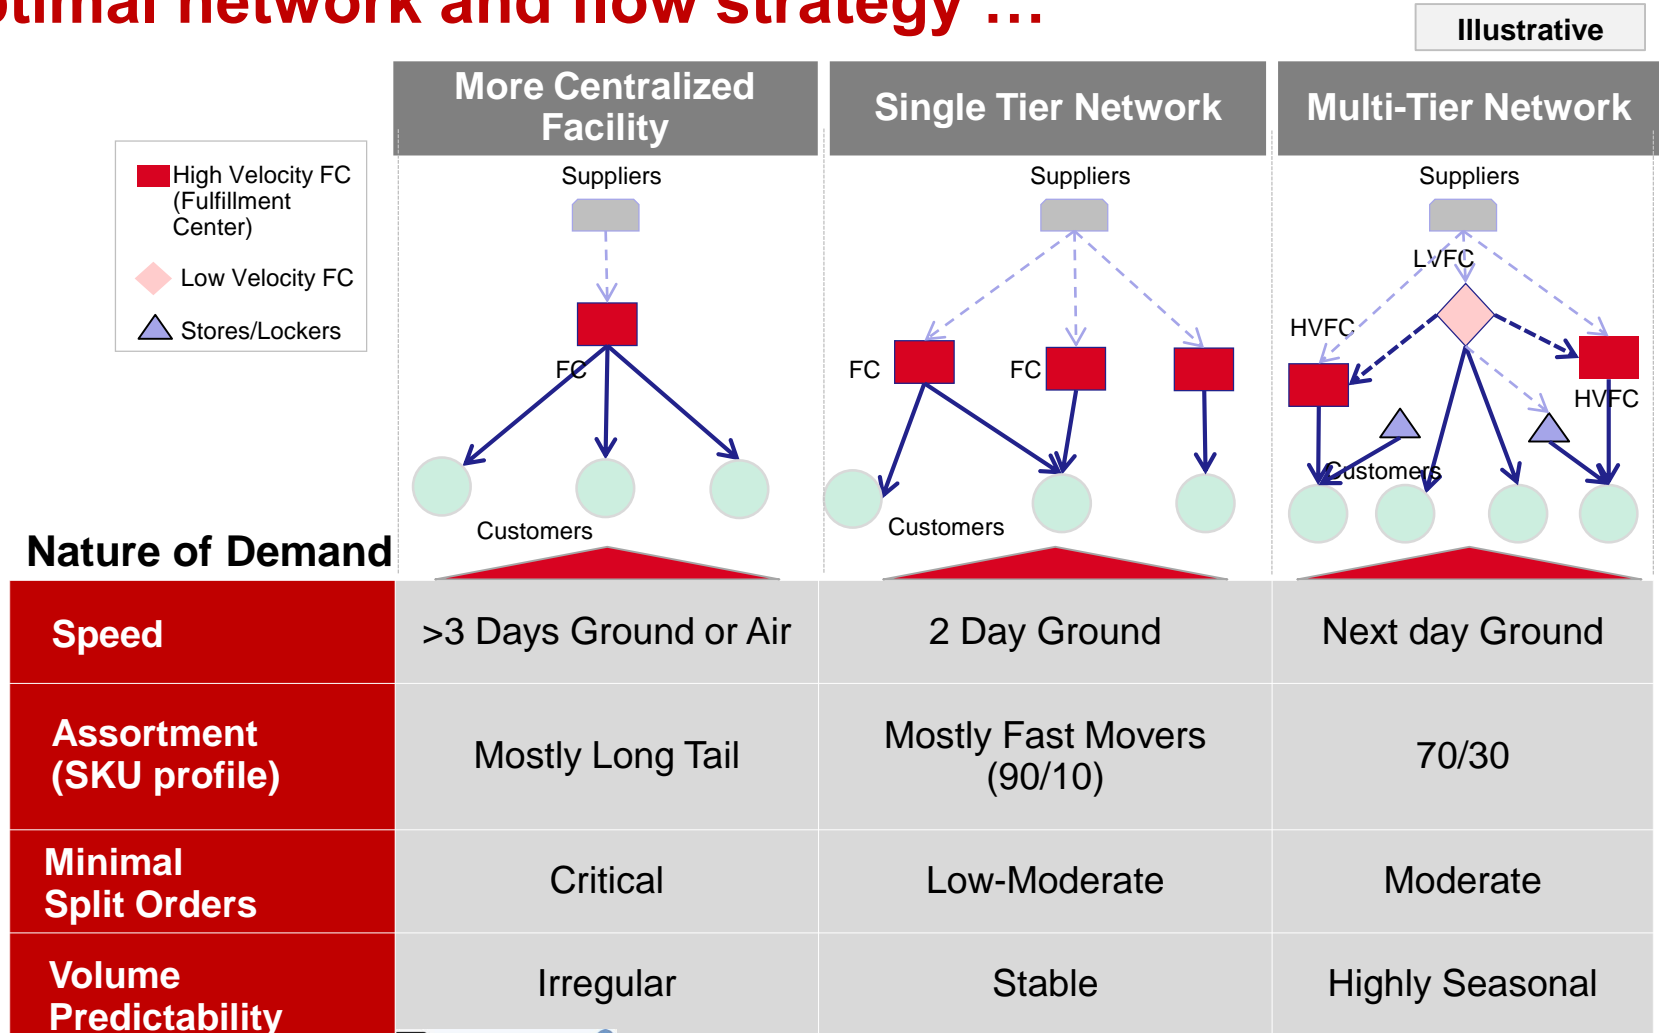 optimal network and flow strategy …
Illustrative
More Centralized
Facility
Single Tier Network
Multi-Tier Network
High Velocity FC
(Fulfillment
Center)
Low Velocity FC
Stores/Lockers
Suppliers
FC
Customers
Suppliers
FC
FC
Customers
Suppliers
LVFC
HVFC
HVFC
Customers
Nature of Demand
Speed
>3 Days Ground or Air
2 Day Ground
Next day Ground
Assortment
(SKU profile)
Mostly Long Tail
Mostly Fast Movers
(90/10)
70/30
Minimal
Split Orders
Critical
Low-Moderate
Moderate
Volume
Predictability
Irregular
Stable
Highly Seasonal